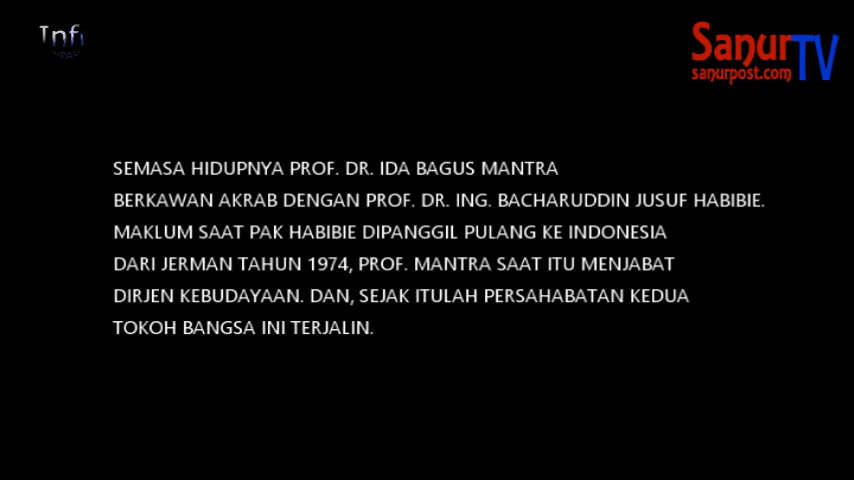 Inf
SanurTV
sanurpost.com
SEMASA HIDUPNYA PROF. DR. IDA BAGUS MANTRA
BERKAWAN AKRAB DENGAN PROF. DR. ING. BACHARUDDIN JUSUF HABIBIE.
MAKLUM SAAT PAK HABIBIE DIPANGGIL PULANG KE INDONESIA
DARI JERMAN TAHUN 1974, PROF. MANTRA SAAT ITU MENJABAT
DIRJEN KEBUDAYAAN. DAN, SEJAK ITULAH PERSAHABATAN KEDUA
TOKOH BANGSA INI TERJALIN.